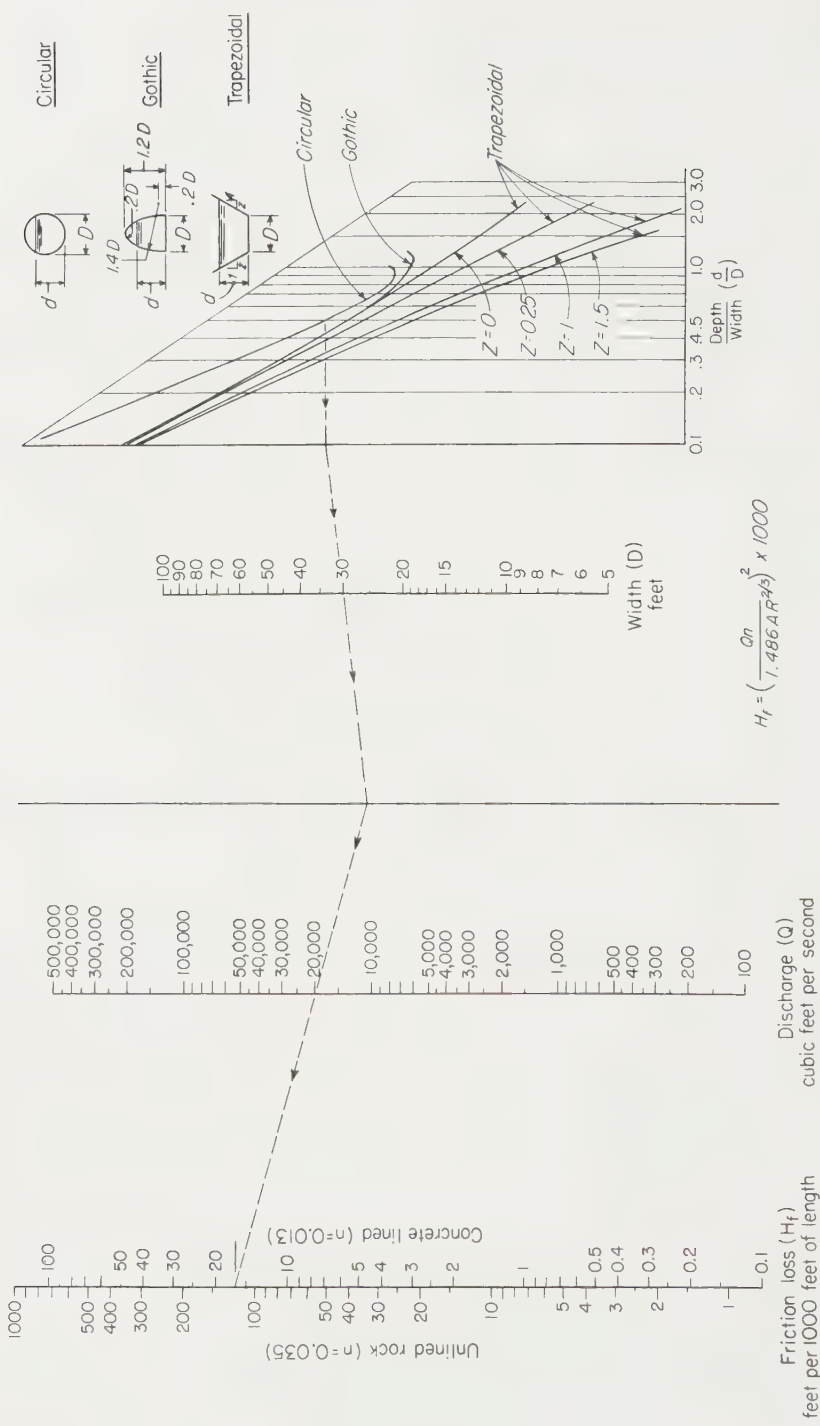 Circular
d
D
Gothic
1.4 D
.2D
1.2 D
d
D
.2 D
Trapezoidal
d
1
z
z
D
Circular
Gothic
Trapezoidal
Z=0
Z=0.25
Z=1
Z=1.5
0.1
.2
.3
.4
.5
1.0
2.0
3.0
Depth
Width
(d/D)
100
90
80
70
60
50
40
30
20
15
10
9
8
7
6
5
Width (D)
feet
H_f = (Qn / 1.486 A R^2/3)^2 x 1000
500,000
400,000
300,000
200,000
100,000
50,000
40,000
30,000
20,000
10,000
5,000
4,000
3,000
2,000
1,000
500
400
300
200
100
Discharge (Q)
cubic feet per second
100
50
40
30
20
10
5
4
3
2
1
0.5
0.4
0.3
0.2
0.1
Concrete lined (n=0.013)
1000
500
400
300
200
100
50
40
30
20
10
5
4
3
2
1
Unlined rock (n=0.035)
Friction loss (H_f)
feet per 1000 feet of length